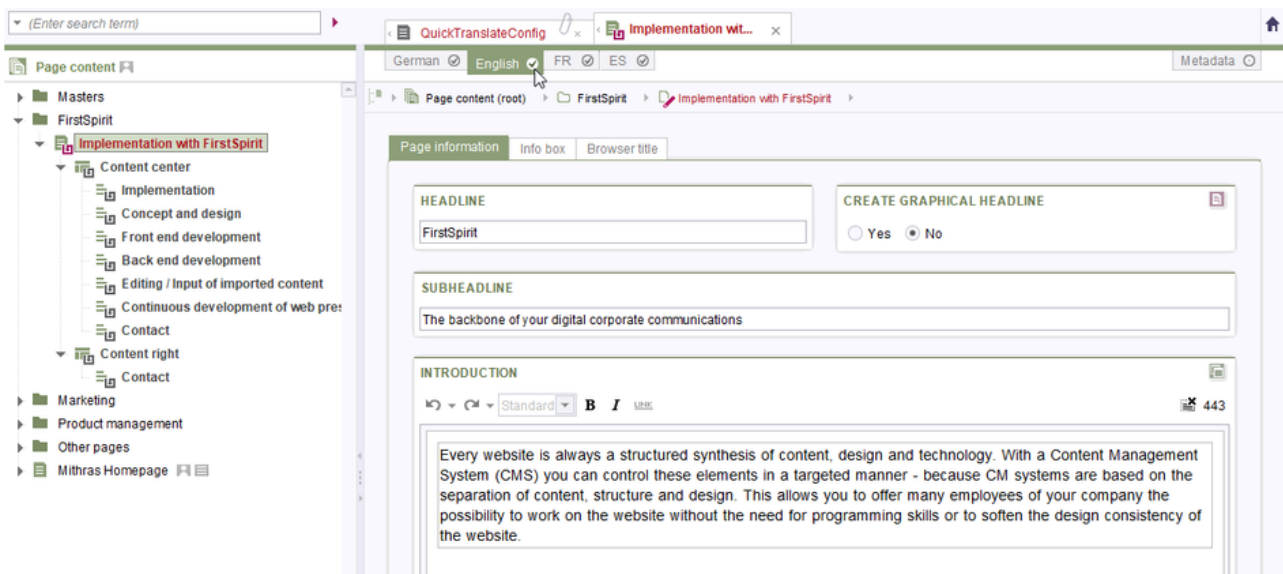 (Enter search term)
QuickTranslateConfig
Implementation wit...
Page content
German
English
FR
ES
Metadata
Page content (root)
FirstSpirit
Implementation with FirstSpirit
Masters
FirstSpirit
Implementation with FirstSpirit
Content center
Implementation
Concept and design
Front end development
Back end development
Editing / Input of imported content
Continuous development of web pres
Contact
Content right
Contact
Marketing
Product management
Other pages
Mithras Homepage
Page information
Info box
Browser title
HEADLINE
FirstSpirit
CREATE GRAPHICAL HEADLINE
Yes
No
SUBHEADLINE
The backbone of your digital corporate communications
INTRODUCTION
Standard
B
I
LINK
443
Every website is always a structured synthesis of content, design and technology. With a Content Management
System (CMS) you can control these elements in a targeted manner - because CM systems are based on the
separation of content, structure and design. This allows you to offer many employees of your company the
possibility to work on the website without the need for programming skills or to soften the design consistency of
the website.